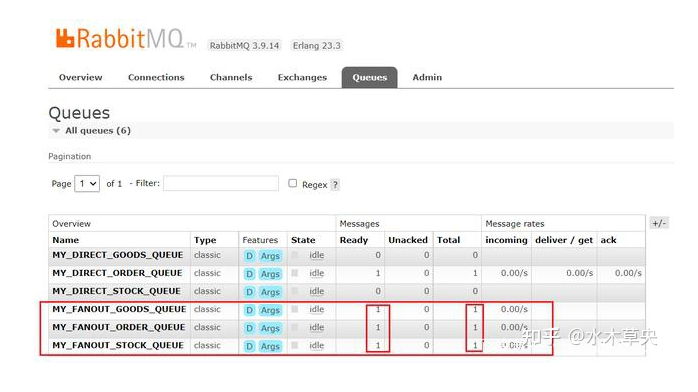 RabbitMQ TM RabbitMQ 3.9.14 Erlang 23.3
Overview Connections Channels Exchanges Queues Admin
Queues
All queues (6)
Pagination
Page 1 of 1 - Filter: Regex ?
Overview Messages Message rates +/-
Name Type Features State Ready Unacked Total incoming deliver / get ack
MY_DIRECT_GOODS_QUEUE classic D Args idle 0 0 0
MY_DIRECT_ORDER_QUEUE classic D Args idle 1 0 1 0.00/s 0.00/s 0.00/s
MY_DIRECT_STOCK_QUEUE classic D Args idle 0 0 0
MY_FANOUT_GOODS_QUEUE classic D Args idle 1 0 1 0.00/s
MY_FANOUT_ORDER_QUEUE classic D Args idle 1 0 1 0.00/s
MY_FANOUT_STOCK_QUEUE classic D Args idle 1 0 1 0.00/s
知乎 @水木草央